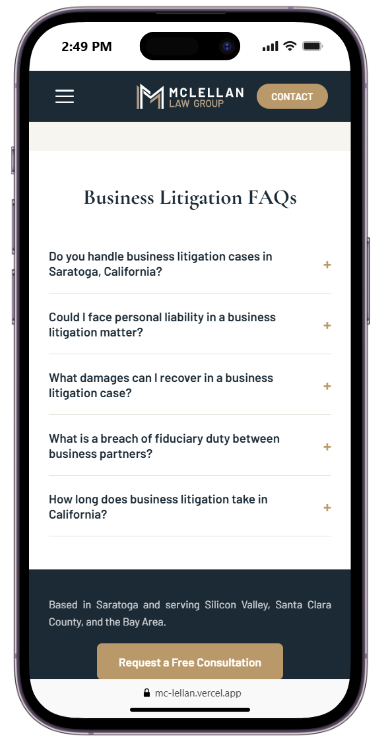 2:49 PM
MCLELLAN
LAW GROUP
CONTACT
Business Litigation FAQs
Do you handle business litigation cases in
Saratoga, California?
+
Could I face personal liability in a business
litigation matter?
+
What damages can I recover in a business
litigation case?
+
What is a breach of fiduciary duty between
business partners?
+
How long does business litigation take in
California?
+
Based in Saratoga and serving Silicon Valley, Santa Clara
County, and the Bay Area.
Request a Free Consultation
mc-lellan.vercel.app